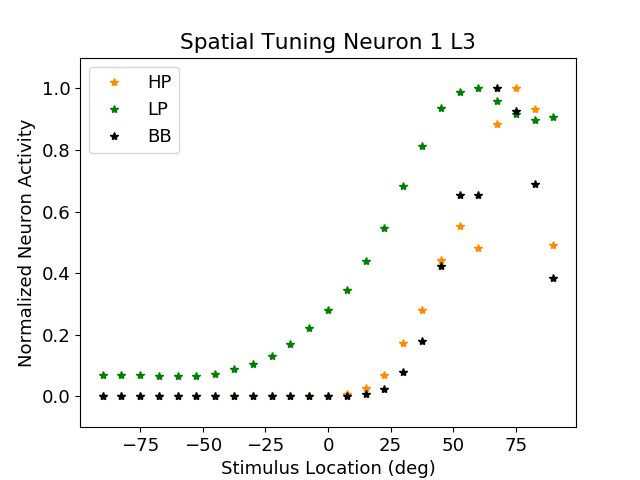 Spatial Tuning Neuron 1 L3
HP
LP
BB
Normalized Neuron Activity
1.0
0.8
0.6
0.4
0.2
0.0
−75
−50
−25
0
25
50
75
Stimulus Location (deg)